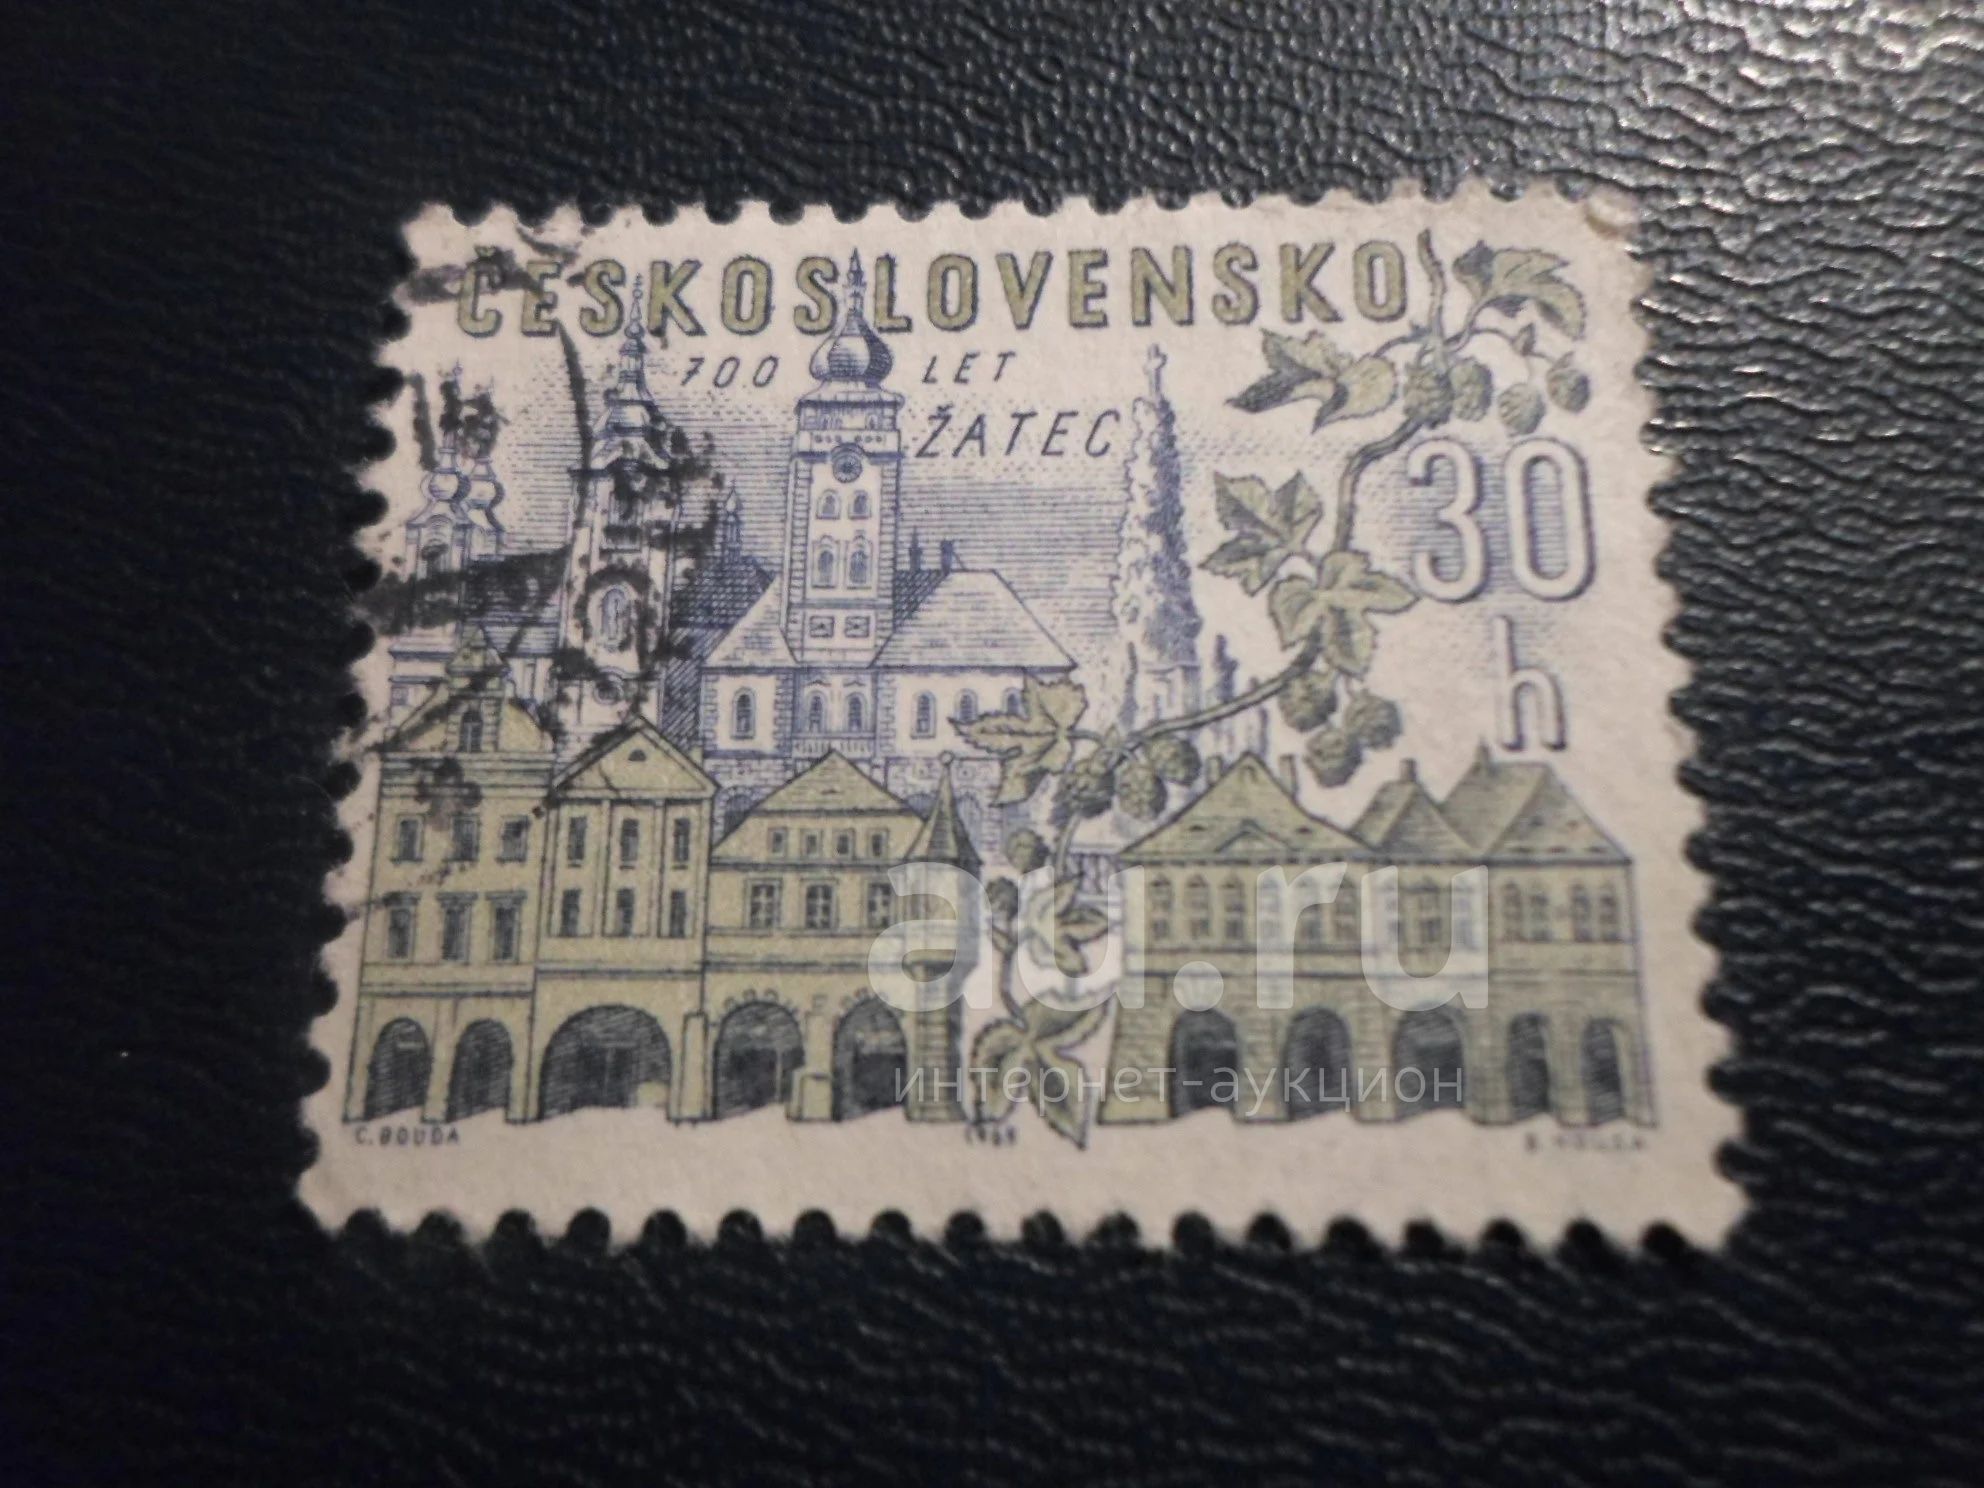 ČESKOSLOVENSKO
700 LET
ŽATEC
30
h
au.ru
интернет-аукцион
C. BOUDA